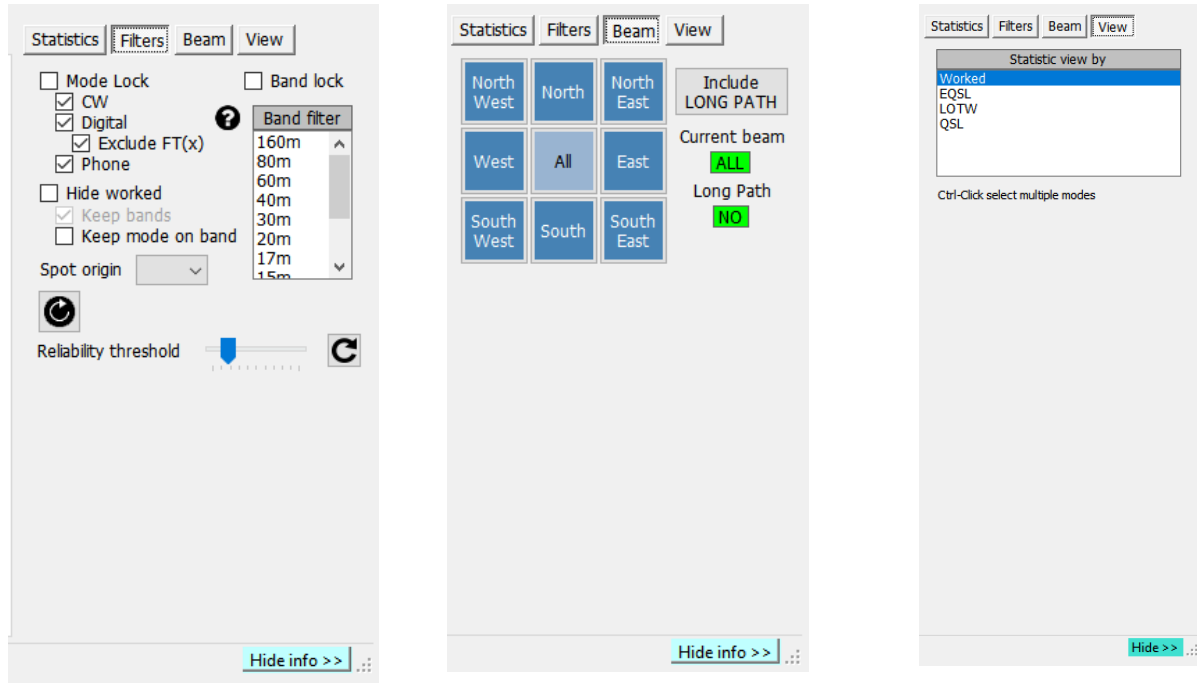 Statistics Filters Beam View
Mode Lock
CW
Digital
Exclude FT(x)
Phone
Hide worked
Keep bands
Keep mode on band
Spot origin
Reliability threshold
Band lock
?
Band filter
160m
80m
60m
40m
30m
20m
17m
15m
Hide info >>
Statistics Filters Beam View
North West
North
North East
West
All
East
South West
South
South East
Include
LONG PATH
Current beam
ALL
Long Path
NO
Hide info >>
Statistics Filters Beam View
Statistic view by
Worked
EQSL
LOTW
QSL
Ctrl-Click select multiple modes
Hide >>